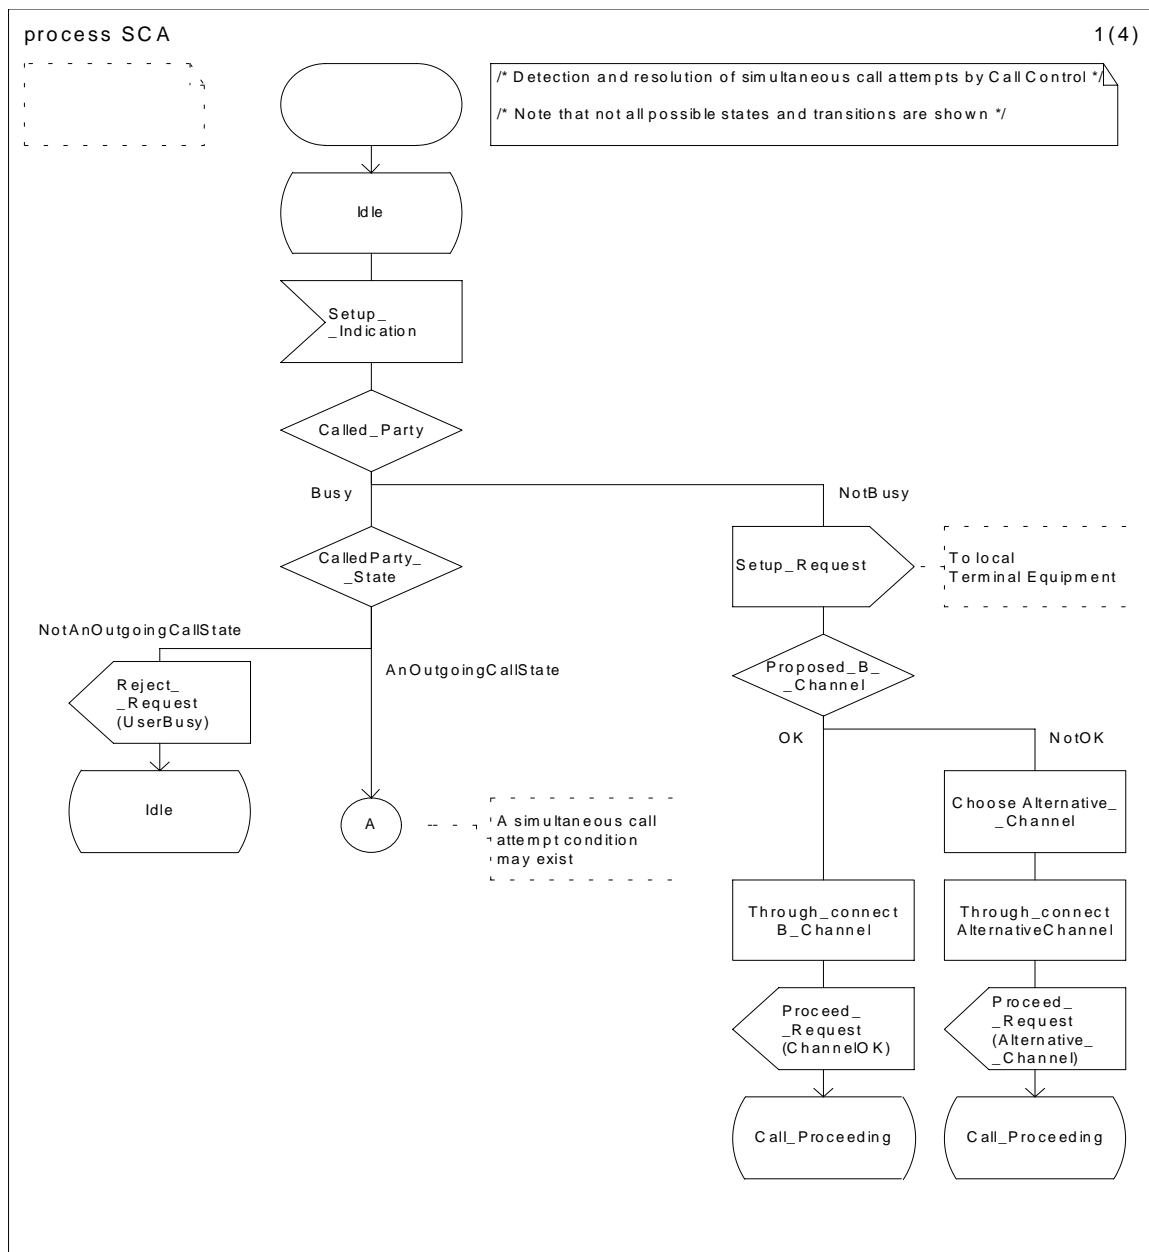 process SCA
1(4)
/* Detection and resolution of simultaneous call attempts by Call Control */
/* Note that not all possible states and transitions are shown */
Idle
Setup_
_Indication
Called_Party
Busy
NotBusy
CalledParty_
_State
Setup_Request
To local
Terminal Equipment
NotAnOutgoingCallState
AnOutgoingCallState
Reject_
_Request
(UserBusy)
Proposed_B_
_Channel
OK
NotOK
Idle
A
A simultaneous call
attempt condition
may exist
Choose Alternative_
_Channel
Through_connect
B_Channel
Through_connect
AlternativeChannel
Proceed_
_Request
(ChannelOK)
Proceed_
_Request
(Alternative_
_Channel)
Call_Proceeding
Call_Proceeding